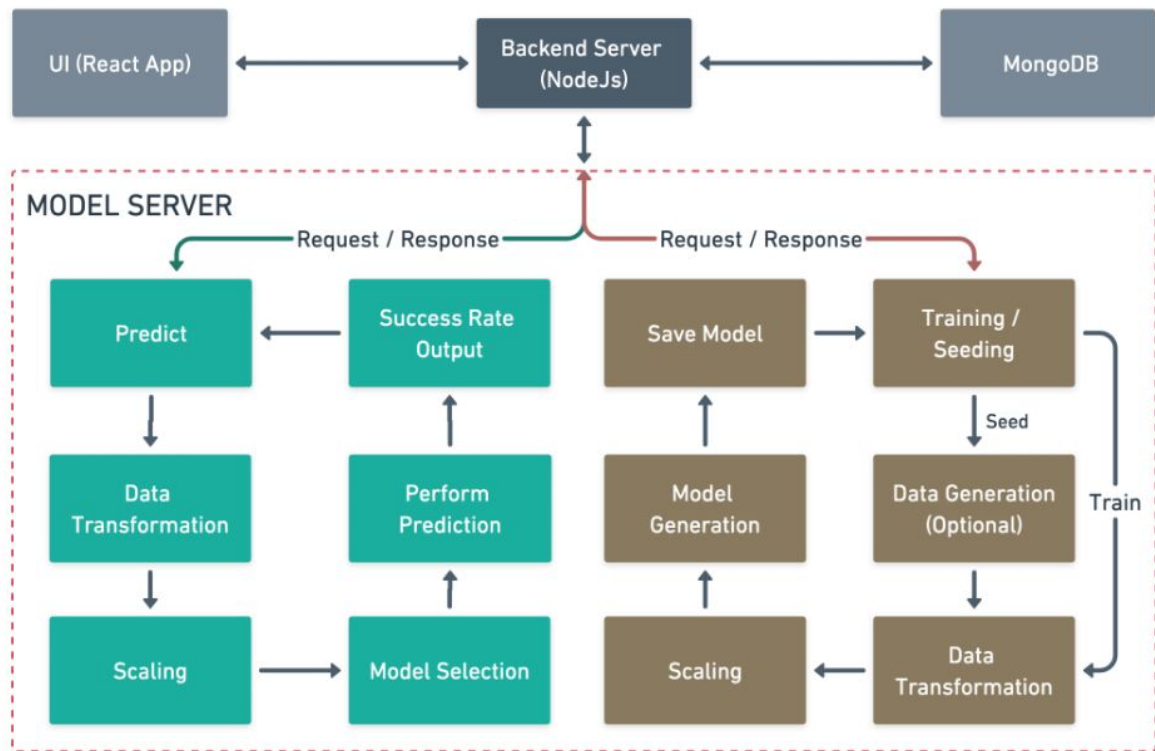 UI (React App)
Backend Server
(NodeJs)
MongoDB
MODEL SERVER
Request / Response
Request / Response
Predict
Success Rate
Output
Save Model
Training /
Seeding
Seed
Data
Transformation
Perform
Prediction
Model
Generation
Data Generation
(Optional)
Train
Scaling
Model Selection
Scaling
Data
Transformation